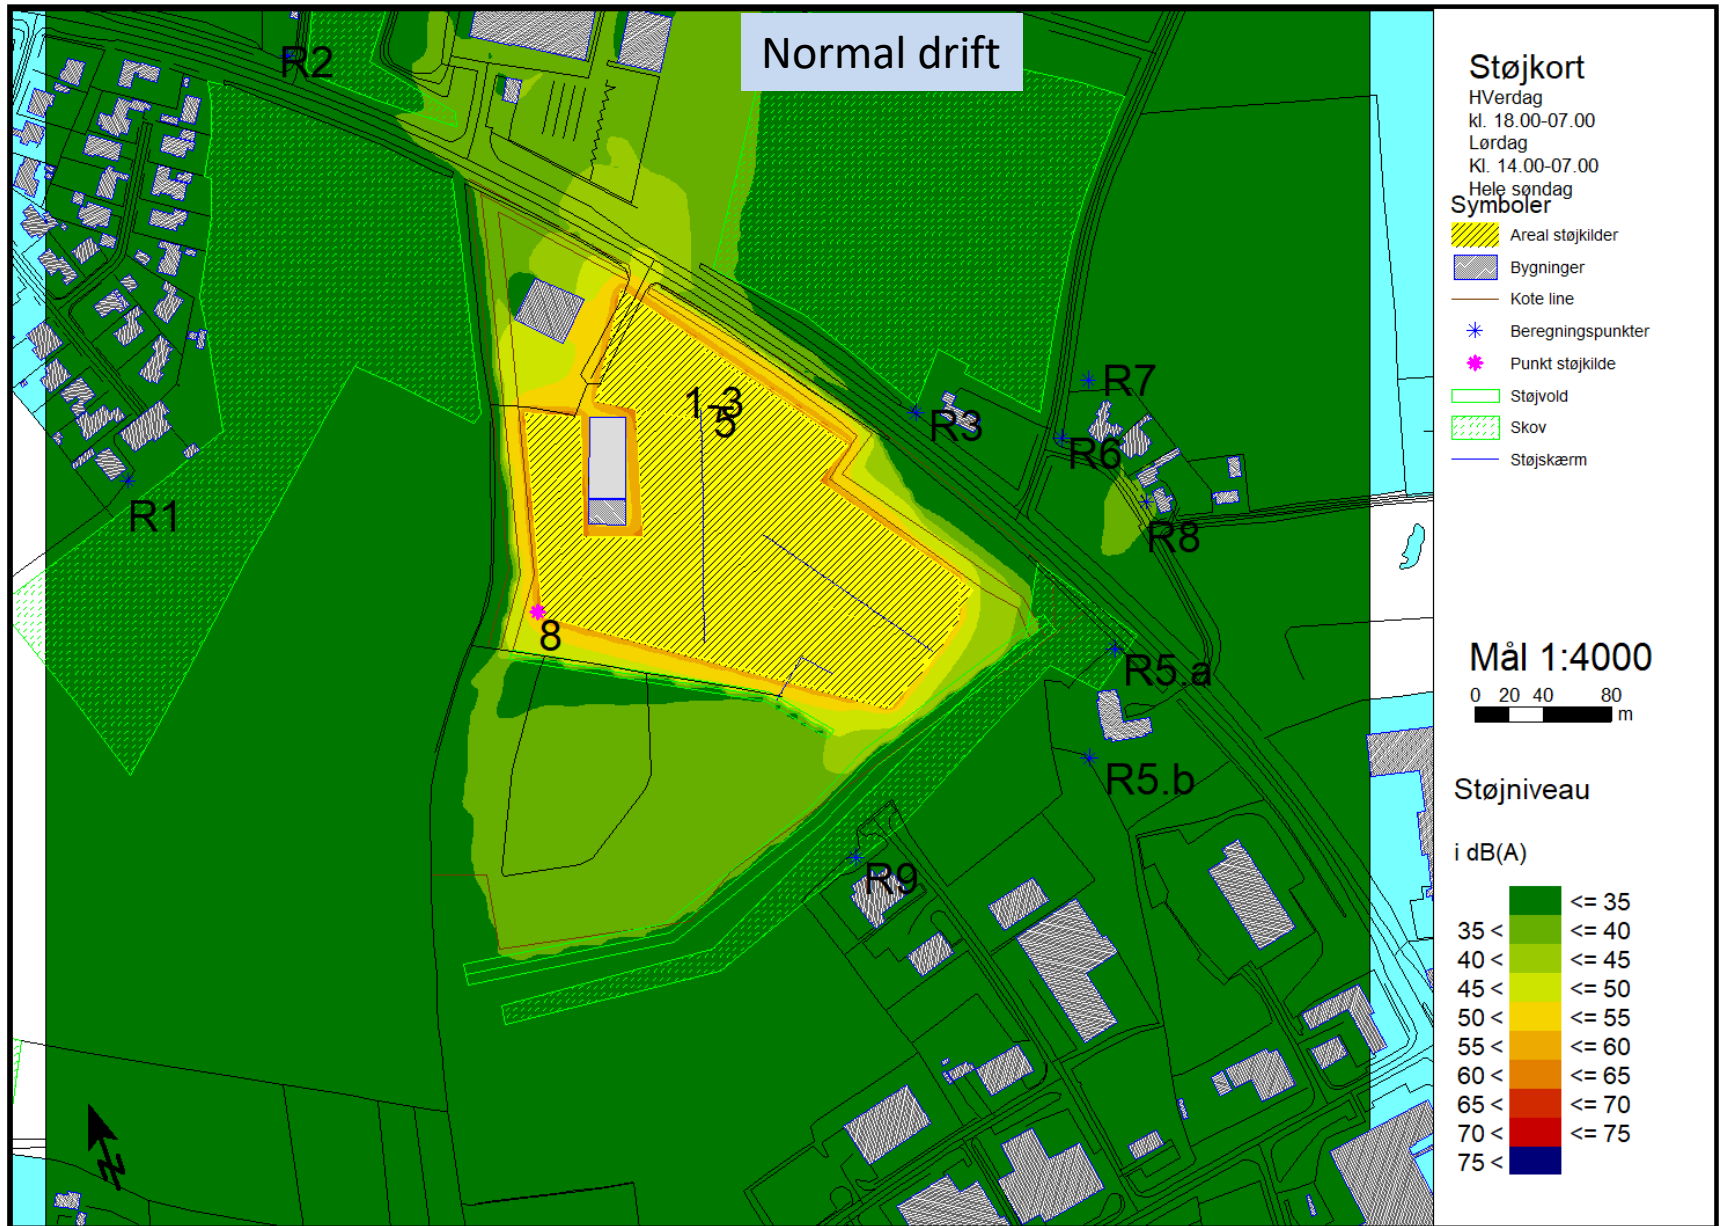 Normal drift
R2
R1
1-3
5
R3
R7
R6
R8
8
R5.a
R5.b
R9
N
Støjkort
HVerdag
kl. 18.00-07.00
Lørdag
Kl. 14.00-07.00
Hele søndag
Symboler
Areal støjkilder
Bygninger
Kote line
Beregningspunkter
Punkt støjkilde
Støjvold
Skov
Støjskærm
Mål 1:4000
0 20 40 80
m
Støjniveau
i dB(A)
<= 35
35 < <= 40
40 < <= 45
45 < <= 50
50 < <= 55
55 < <= 60
60 < <= 65
65 < <= 70
70 < <= 75
75 <